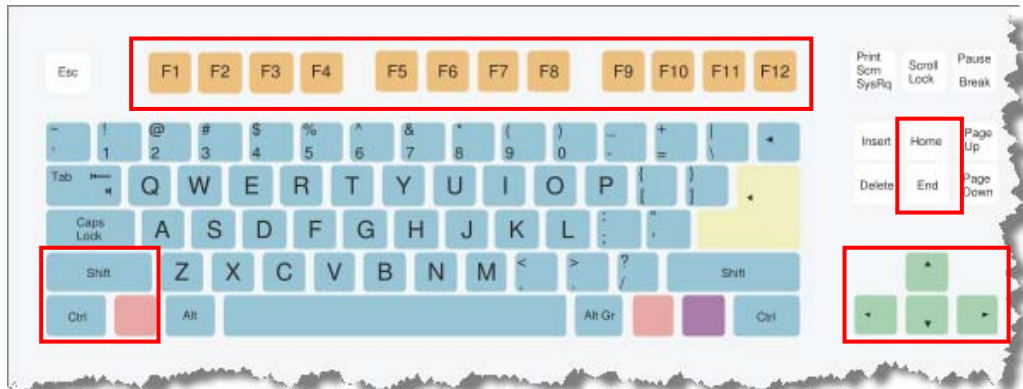 Esc F1 F2 F3 F4 F5 F6 F7 F8 F9 F10 F11 F12 Print Scrn SysRq Scroll Lock Pause Break
~ ` ! 1 @ 2 # 3 $ 4 % 5 ^ 6 & 7 * 8 ( 9 ) 0 _ - + = | \ Insert Home Page Up
Tab Q W E R T Y U I O P { [ } ] Delete End Page Down
Caps Lock A S D F G H J K L : ; " '
Shift Z X C V B N M < , > . ? / Shift
Ctrl Alt Alt Gr Ctrl